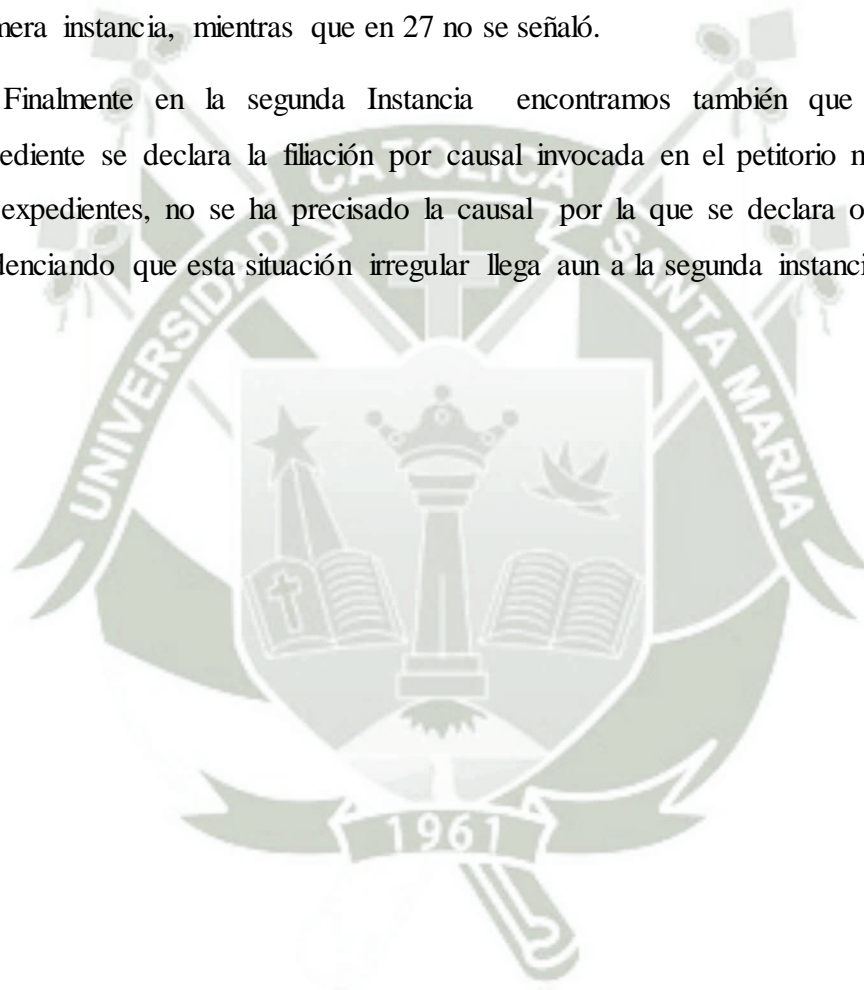 mera instancia, mientras que en 27 no se señaló.
Finalmente en la segunda Instancia encontramos también que
ediente se declara la filiación por causal invocada en el petitorio
expedientes, no se ha precisado la causal por la que se declara
denciando que esta situación irregular llega aun a la segunda
UNIVERSIDAD CATOLICA SANTA MARIA
1961